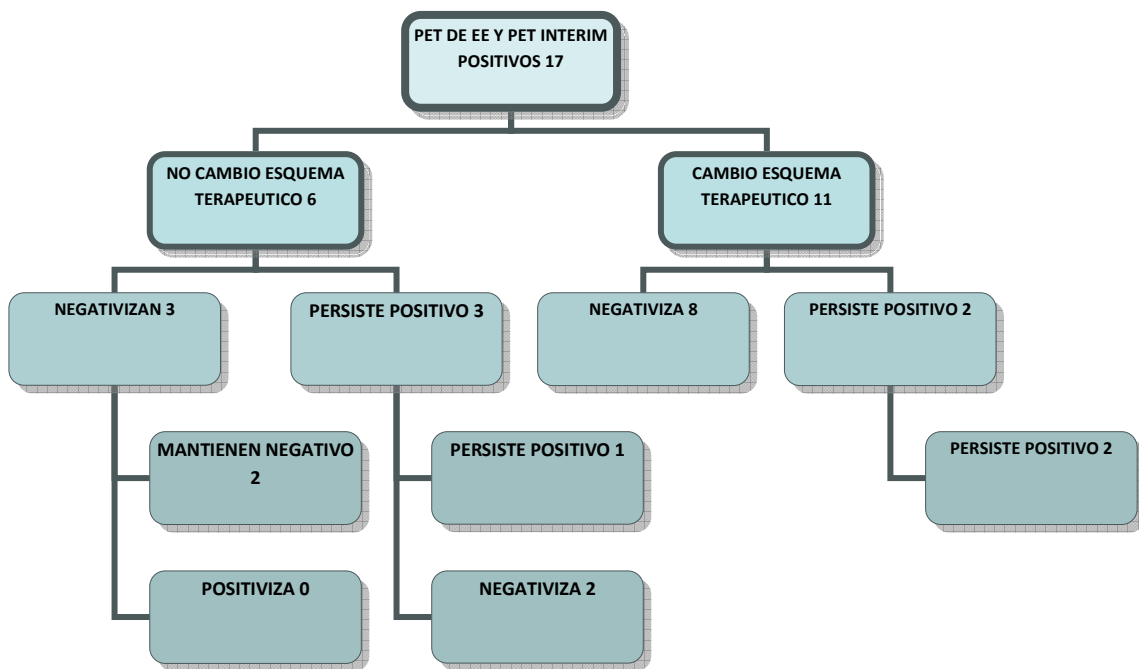 PET DE EE Y PET INTERIM
POSITIVOS 17
NO CAMBIO ESQUEMA
TERAPEUTICO 6
CAMBIO ESQUEMA
TERAPEUTICO 11
NEGATIVIZAN 3
PERSISTE POSITIVO 3
NEGATIVIZA 8
PERSISTE POSITIVO 2
MANTIENEN NEGATIVO
2
PERSISTE POSITIVO 1
PERSISTE POSITIVO 2
POSITIVIZA 0
NEGATIVIZA 2